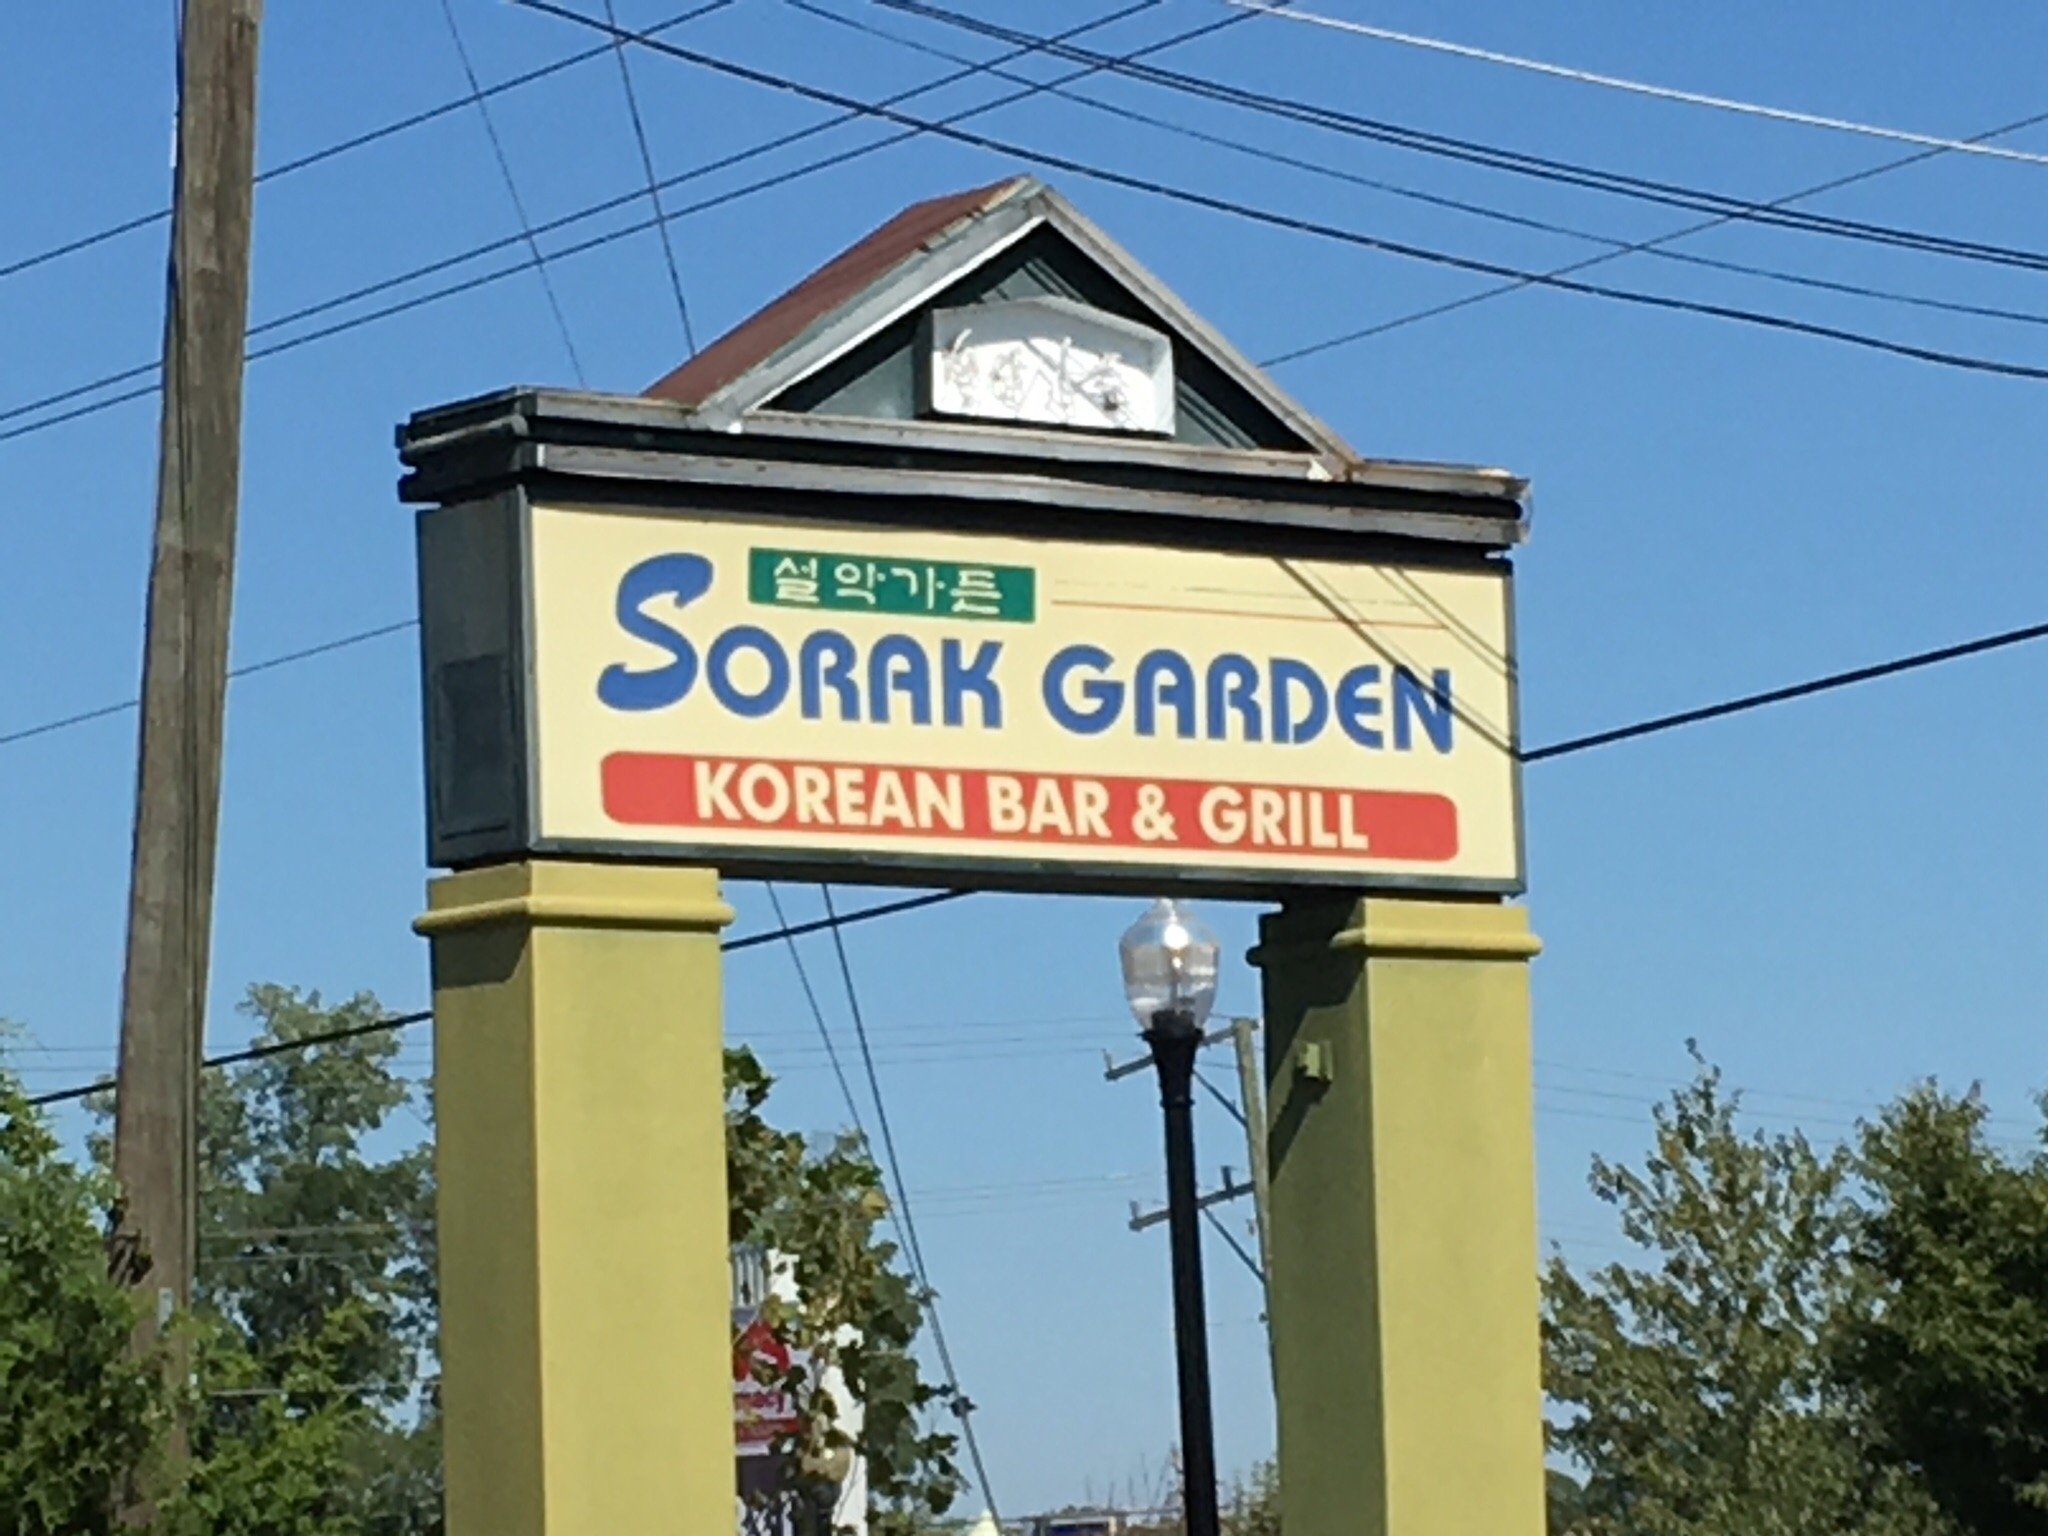 설악가든
SORAK GARDEN
KOREAN BAR & GRILL